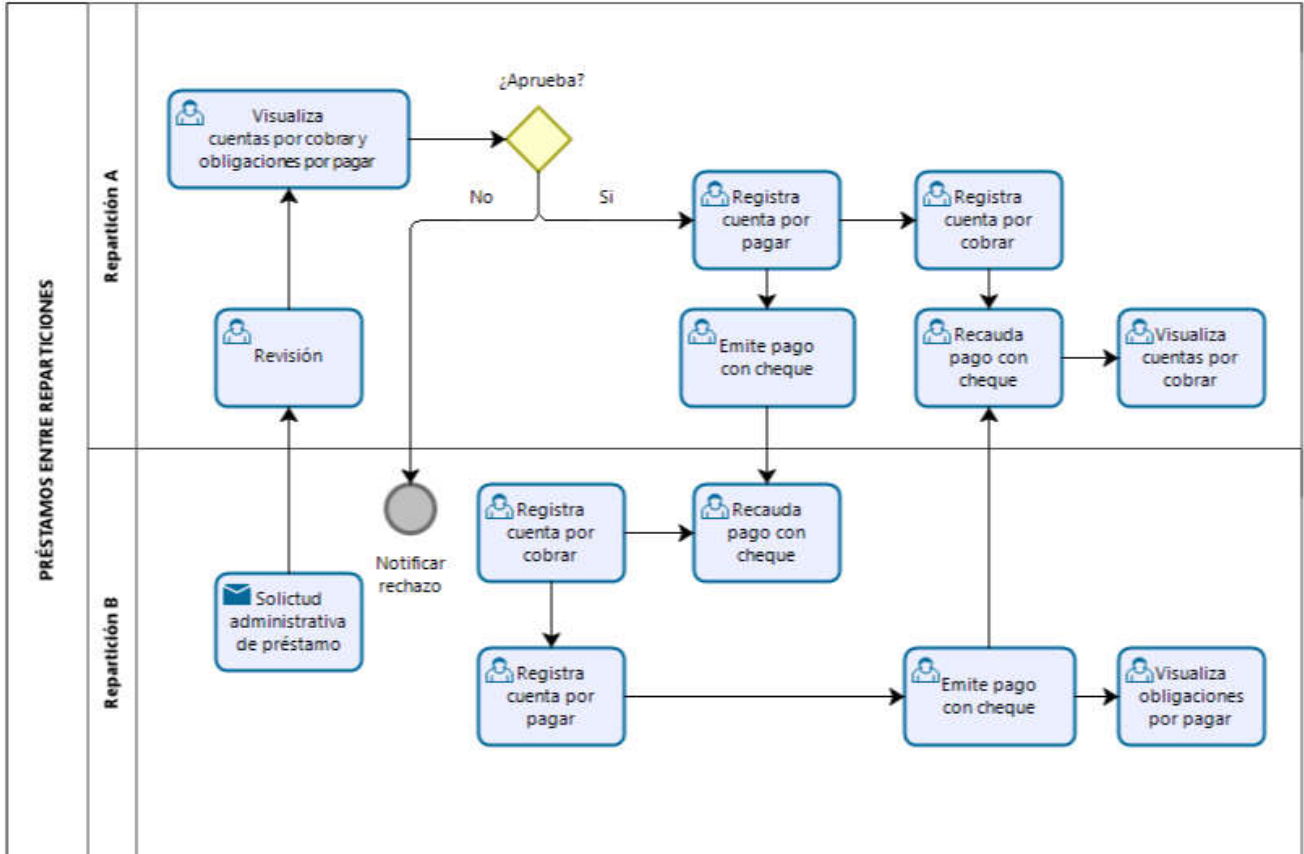 PRÉSTAMOS ENTRE REPARTICIONES
Repartición A
¿Aprueba?
Visualiza
cuentas por cobrar y
obligaciones por pagar
No
Si
Registra
cuenta por
pagar
Registra
cuenta por
cobrar
Revisión
Emite pago
con cheque
Recauda
pago con
cheque
Visualiza
cuentas por
cobrar
Repartición B
Notificar
rechazo
Registra
cuenta por
cobrar
Recauda
pago con
cheque
Solictud
administrativa
de préstamo
Registra
cuenta por
pagar
Emite pago
con cheque
Visualiza
obligaciones
por pagar